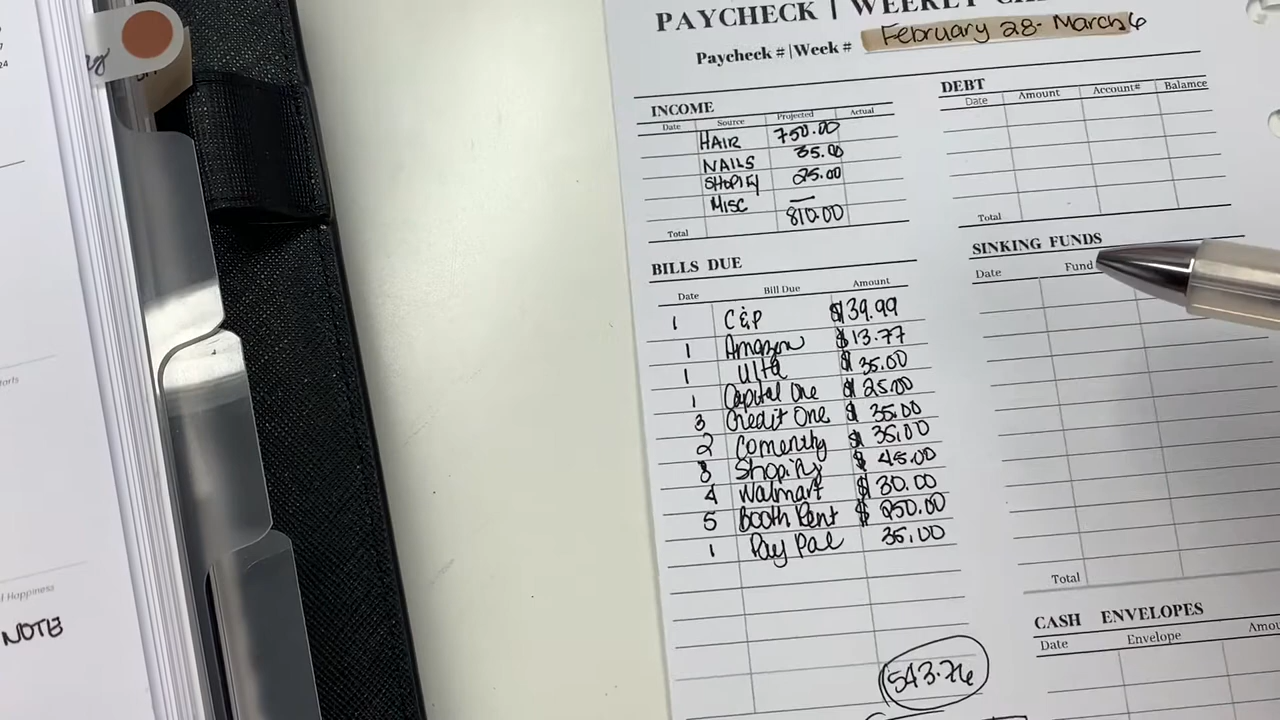 PAYCHECK | WEEKLY
Paycheck # | Week # February 28- March 6
INCOME
Date Source Projected Actual
HAIR 750.00
NAILS 35.00
SHOPIFY 25.00
MISC —
Total 810.00
BILLS DUE
Date Bill Due Amount
1 C&P $39.99
1 Amazon $13.77
1 Ulta $35.00
1 Capital One $25.00
3 Credit One $35.00
2 Comenity $35.00
3 Shopify $45.00
4 Walmart $30.00
5 Booth Rent $250.00
1 Pay Pal 35.00
543.76
DEBT
Date Amount Account# Balance
Total
SINKING FUNDS
Date Fund
Total
CASH ENVELOPES
Date Envelope Amou
24
Happiness
NOTE